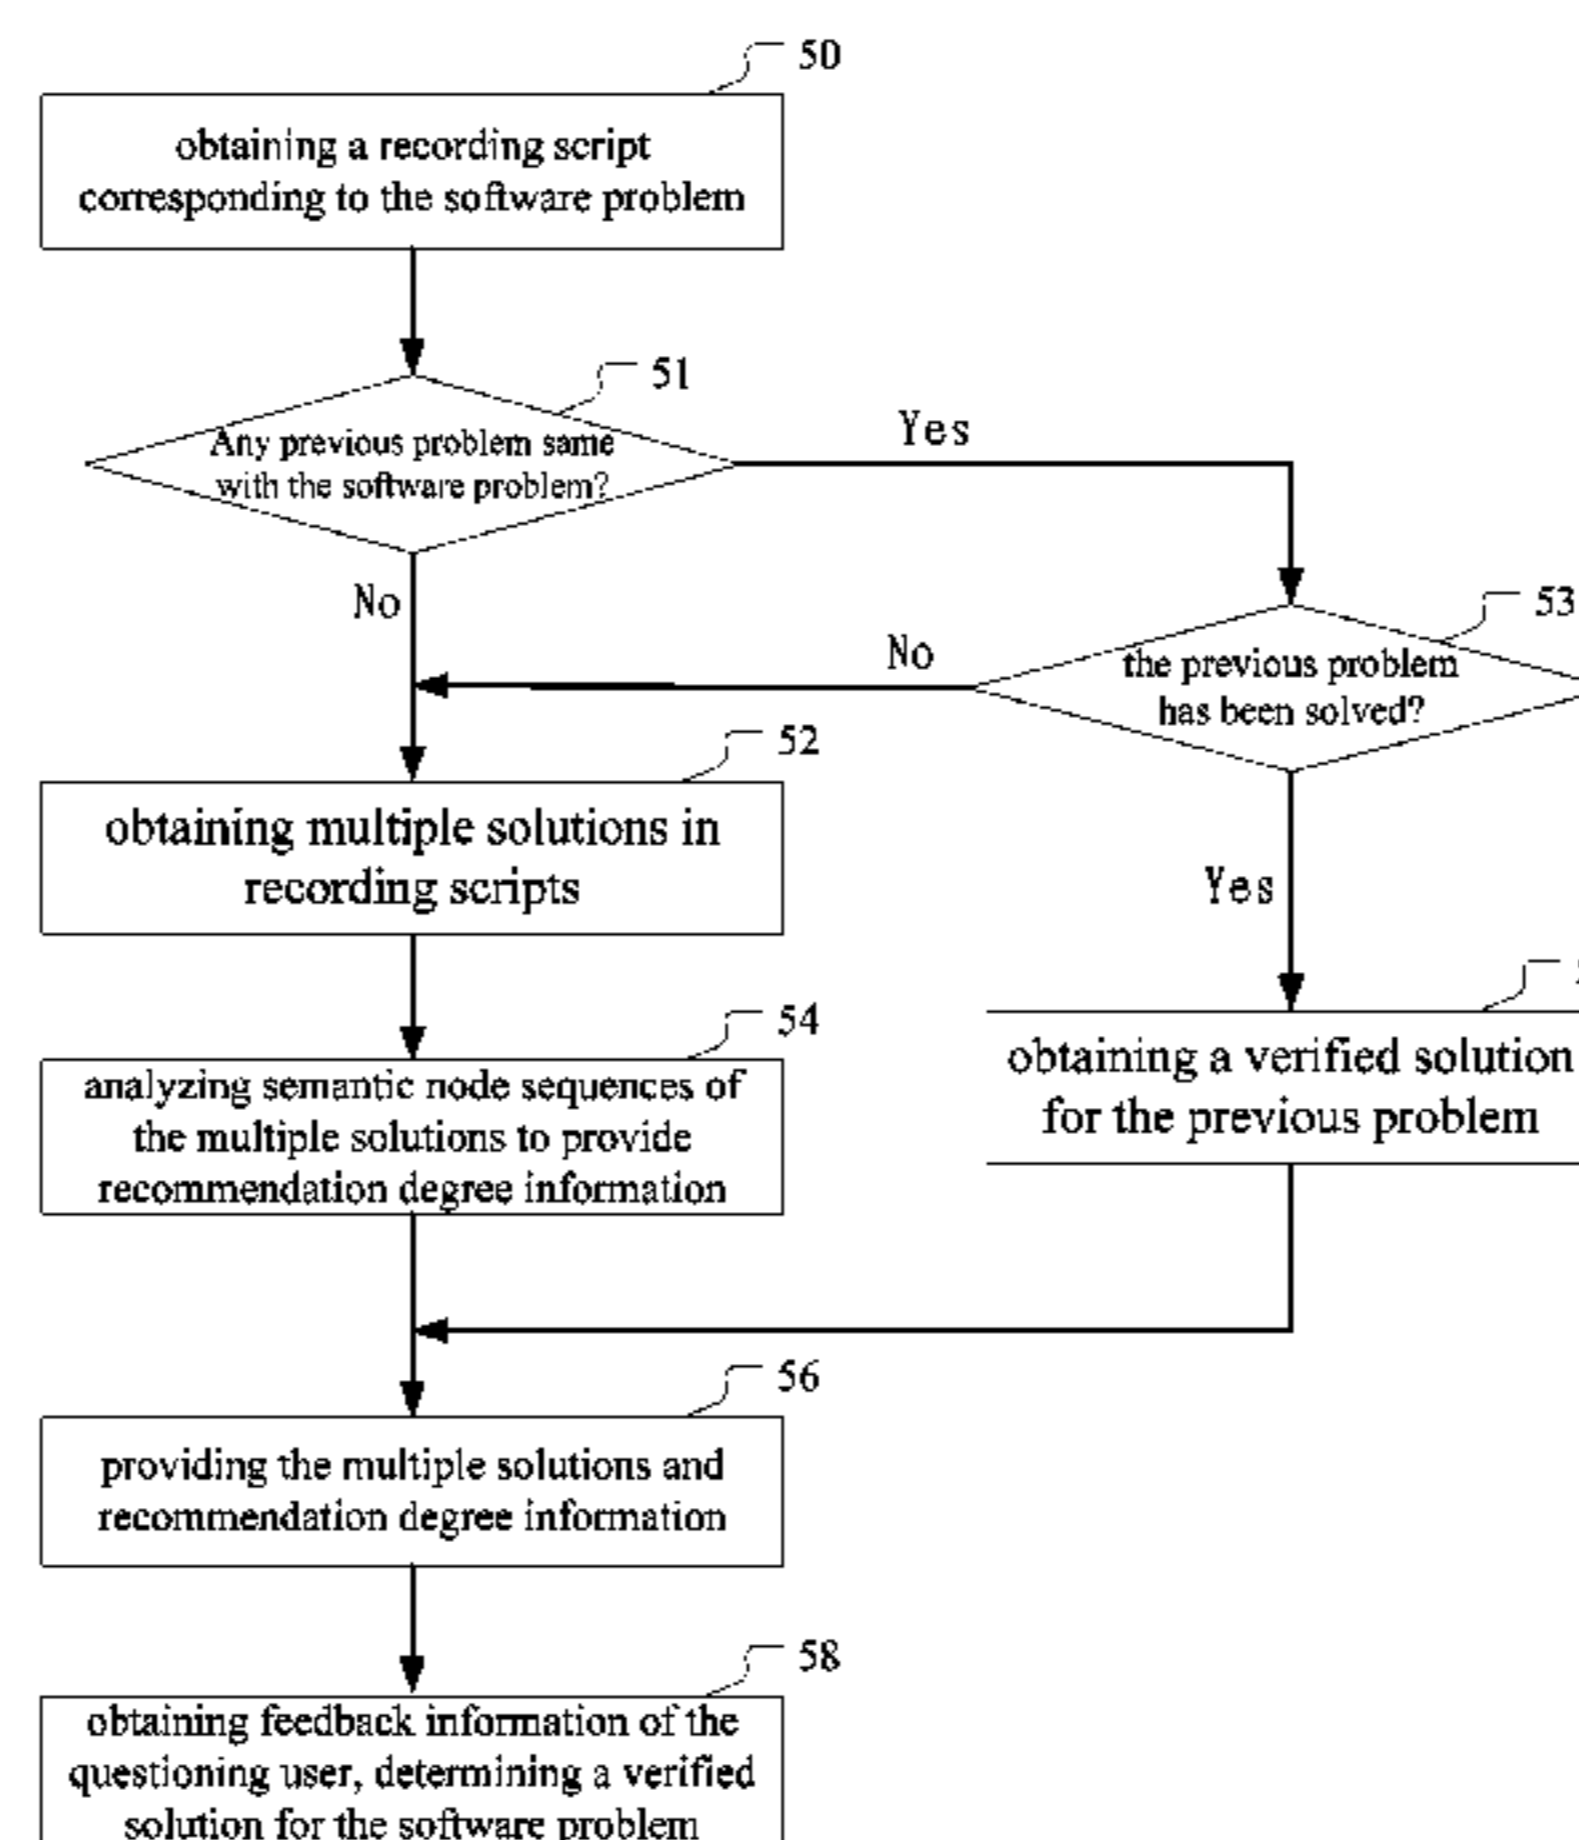 50
obtaining a recording script
corresponding to the software problem
51
Any previous problem same
with the software problem?
Yes
No
53
the previous problem
has been solved?
No
52
obtaining multiple solutions in
recording scripts
Yes
54
analyzing semantic node sequences of
the multiple solutions to provide
recommendation degree information
obtaining a verified solution
for the previous problem
56
providing the multiple solutions and
recommendation degree information
58
obtaining feedback information of the
questioning user, determining a verified
solution for the software problem